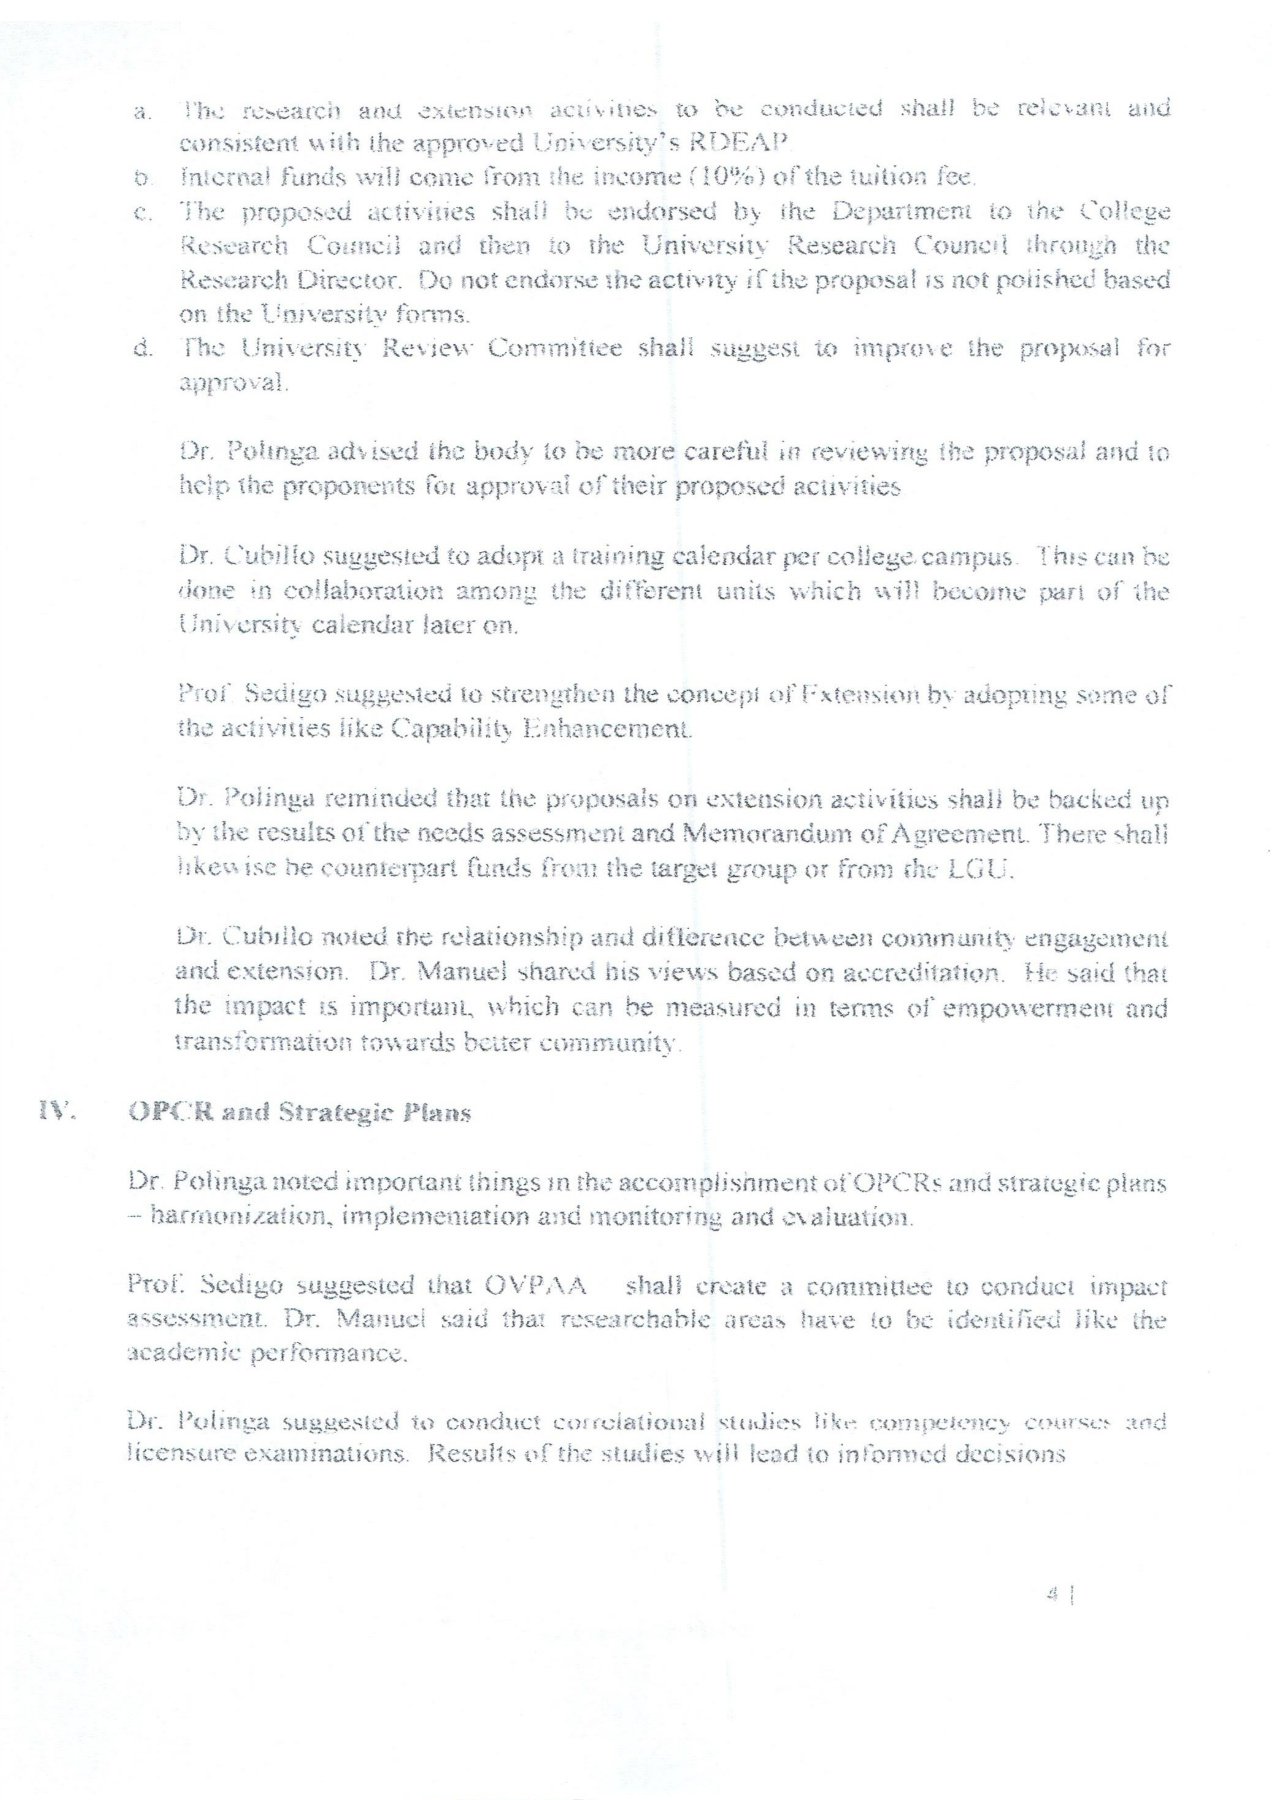 a. The research and extension activities to be conducted shall be relevant and
consistent with the approved University's RDEAP
b. Internal funds will come from the income (10%) of the tuition fee.
c. The proposed activities shall be endorsed by the Department to the College
Research Council and then to the University Research Council through the
Research Director. Do not endorse the activity if the proposal is not polished based
on the University forms.
d. The University Review Committee shall suggest to improve the proposal for
approval.
Dr. Polinga advised the body to be more careful in reviewing the proposal and to
help the proponents for approval of their proposed activities
Dr. Cubillo suggested to adopt a training calendar per college campus. This can be
done in collaboration among the different units which will become part of the
University calendar later on.
Prof Sedigo suggested to strengthen the concept of Extension by adopting some of
the activities like Capability Enhancement.
Dr. Polinga reminded that the proposals on extension activities shall be backed up
by the results of the needs assessment and Memorandum of Agreement. There shall
likewise be counterpart funds from the target group or from the LGU.
Dr. Cubillo noted the relationship and difference between community engagement
and extension. Dr. Manuel shared his views based on accreditation. He said that
the impact is important, which can be measured in terms of empowerment and
transformation towards better community.
IV. OPCR and Strategic Plans
Dr. Polinga noted important things in the accomplishment of OPCRs and strategic plans
– harmonization, implementation and monitoring and evaluation.
Prof. Sedigo suggested that OVPAA shall create a committee to conduct impact
assessment. Dr. Manuel said that researchable areas have to be identified like the
academic performance.
Dr. Polinga suggested to conduct correlational studies like competency courses and
licensure examinations. Results of the studies will lead to informed decisions
4 |